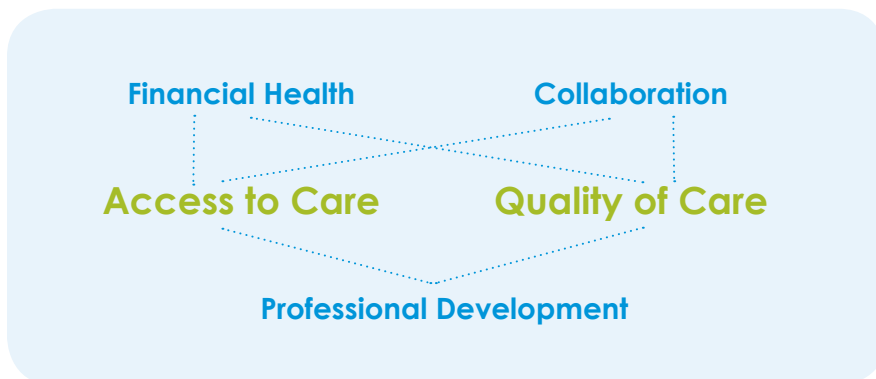 Financial Health
Collaboration
Access to Care
Quality of Care
Professional Development